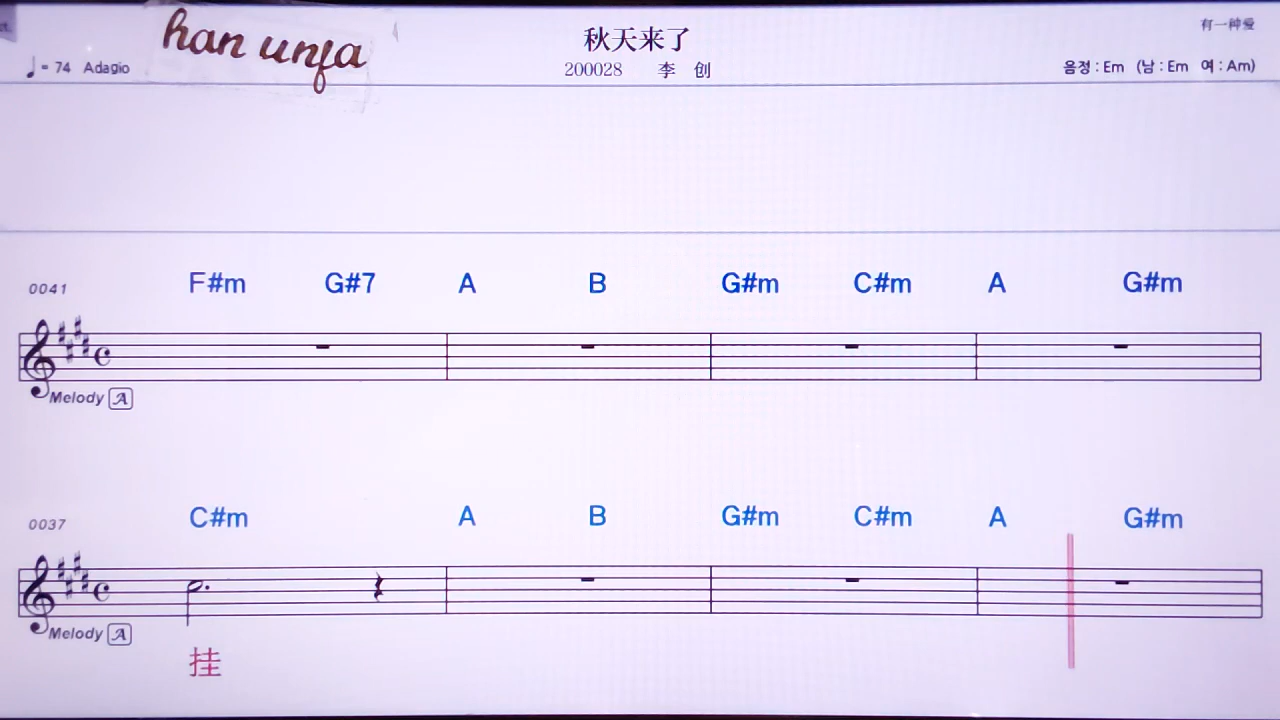 han unfa
秋天来了
有一种爱
♩= 74 Adagio
200028 李 创
음정 : Em (남 : Em 여 : Am)
0041 F#m G#7 A B G#m C#m A G#m
Melody A
0037 C#m A B G#m C#m A G#m
Melody A
挂